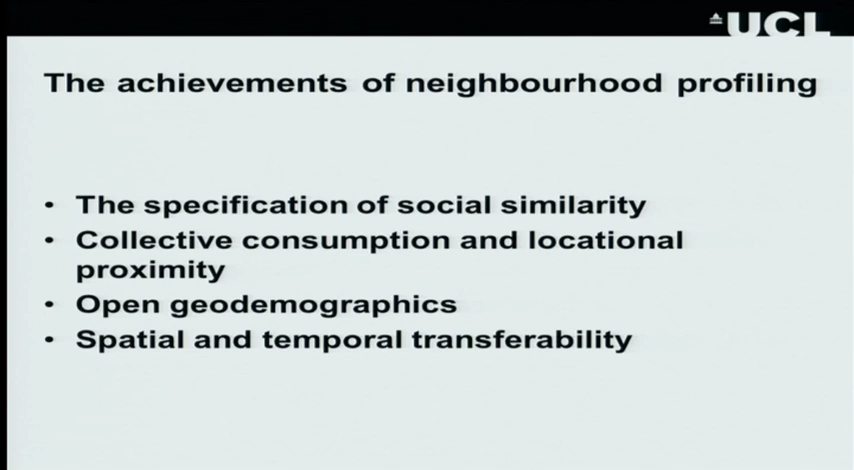 UCL
The achievements of neighbourhood profiling
• The specification of social similarity
• Collective consumption and locational
proximity
• Open geodemographics
• Spatial and temporal transferability